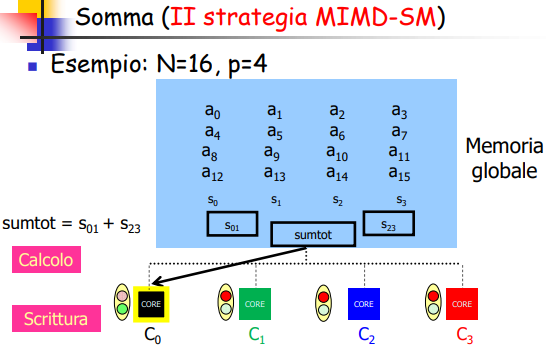 Somma (II strategia MIMD-SM)
Esempio: N=16, p=4
a0 a1 a2 a3
a4 a5 a6 a7
a8 a9 a10 a11
a12 a13 a14 a15
s0 s1 s2 s3
Memoria
globale
sumtot = s01 + s23
s01 sumtot s23
Calcolo
Scrittura
CORE CORE CORE CORE
C0 C1 C2 C3